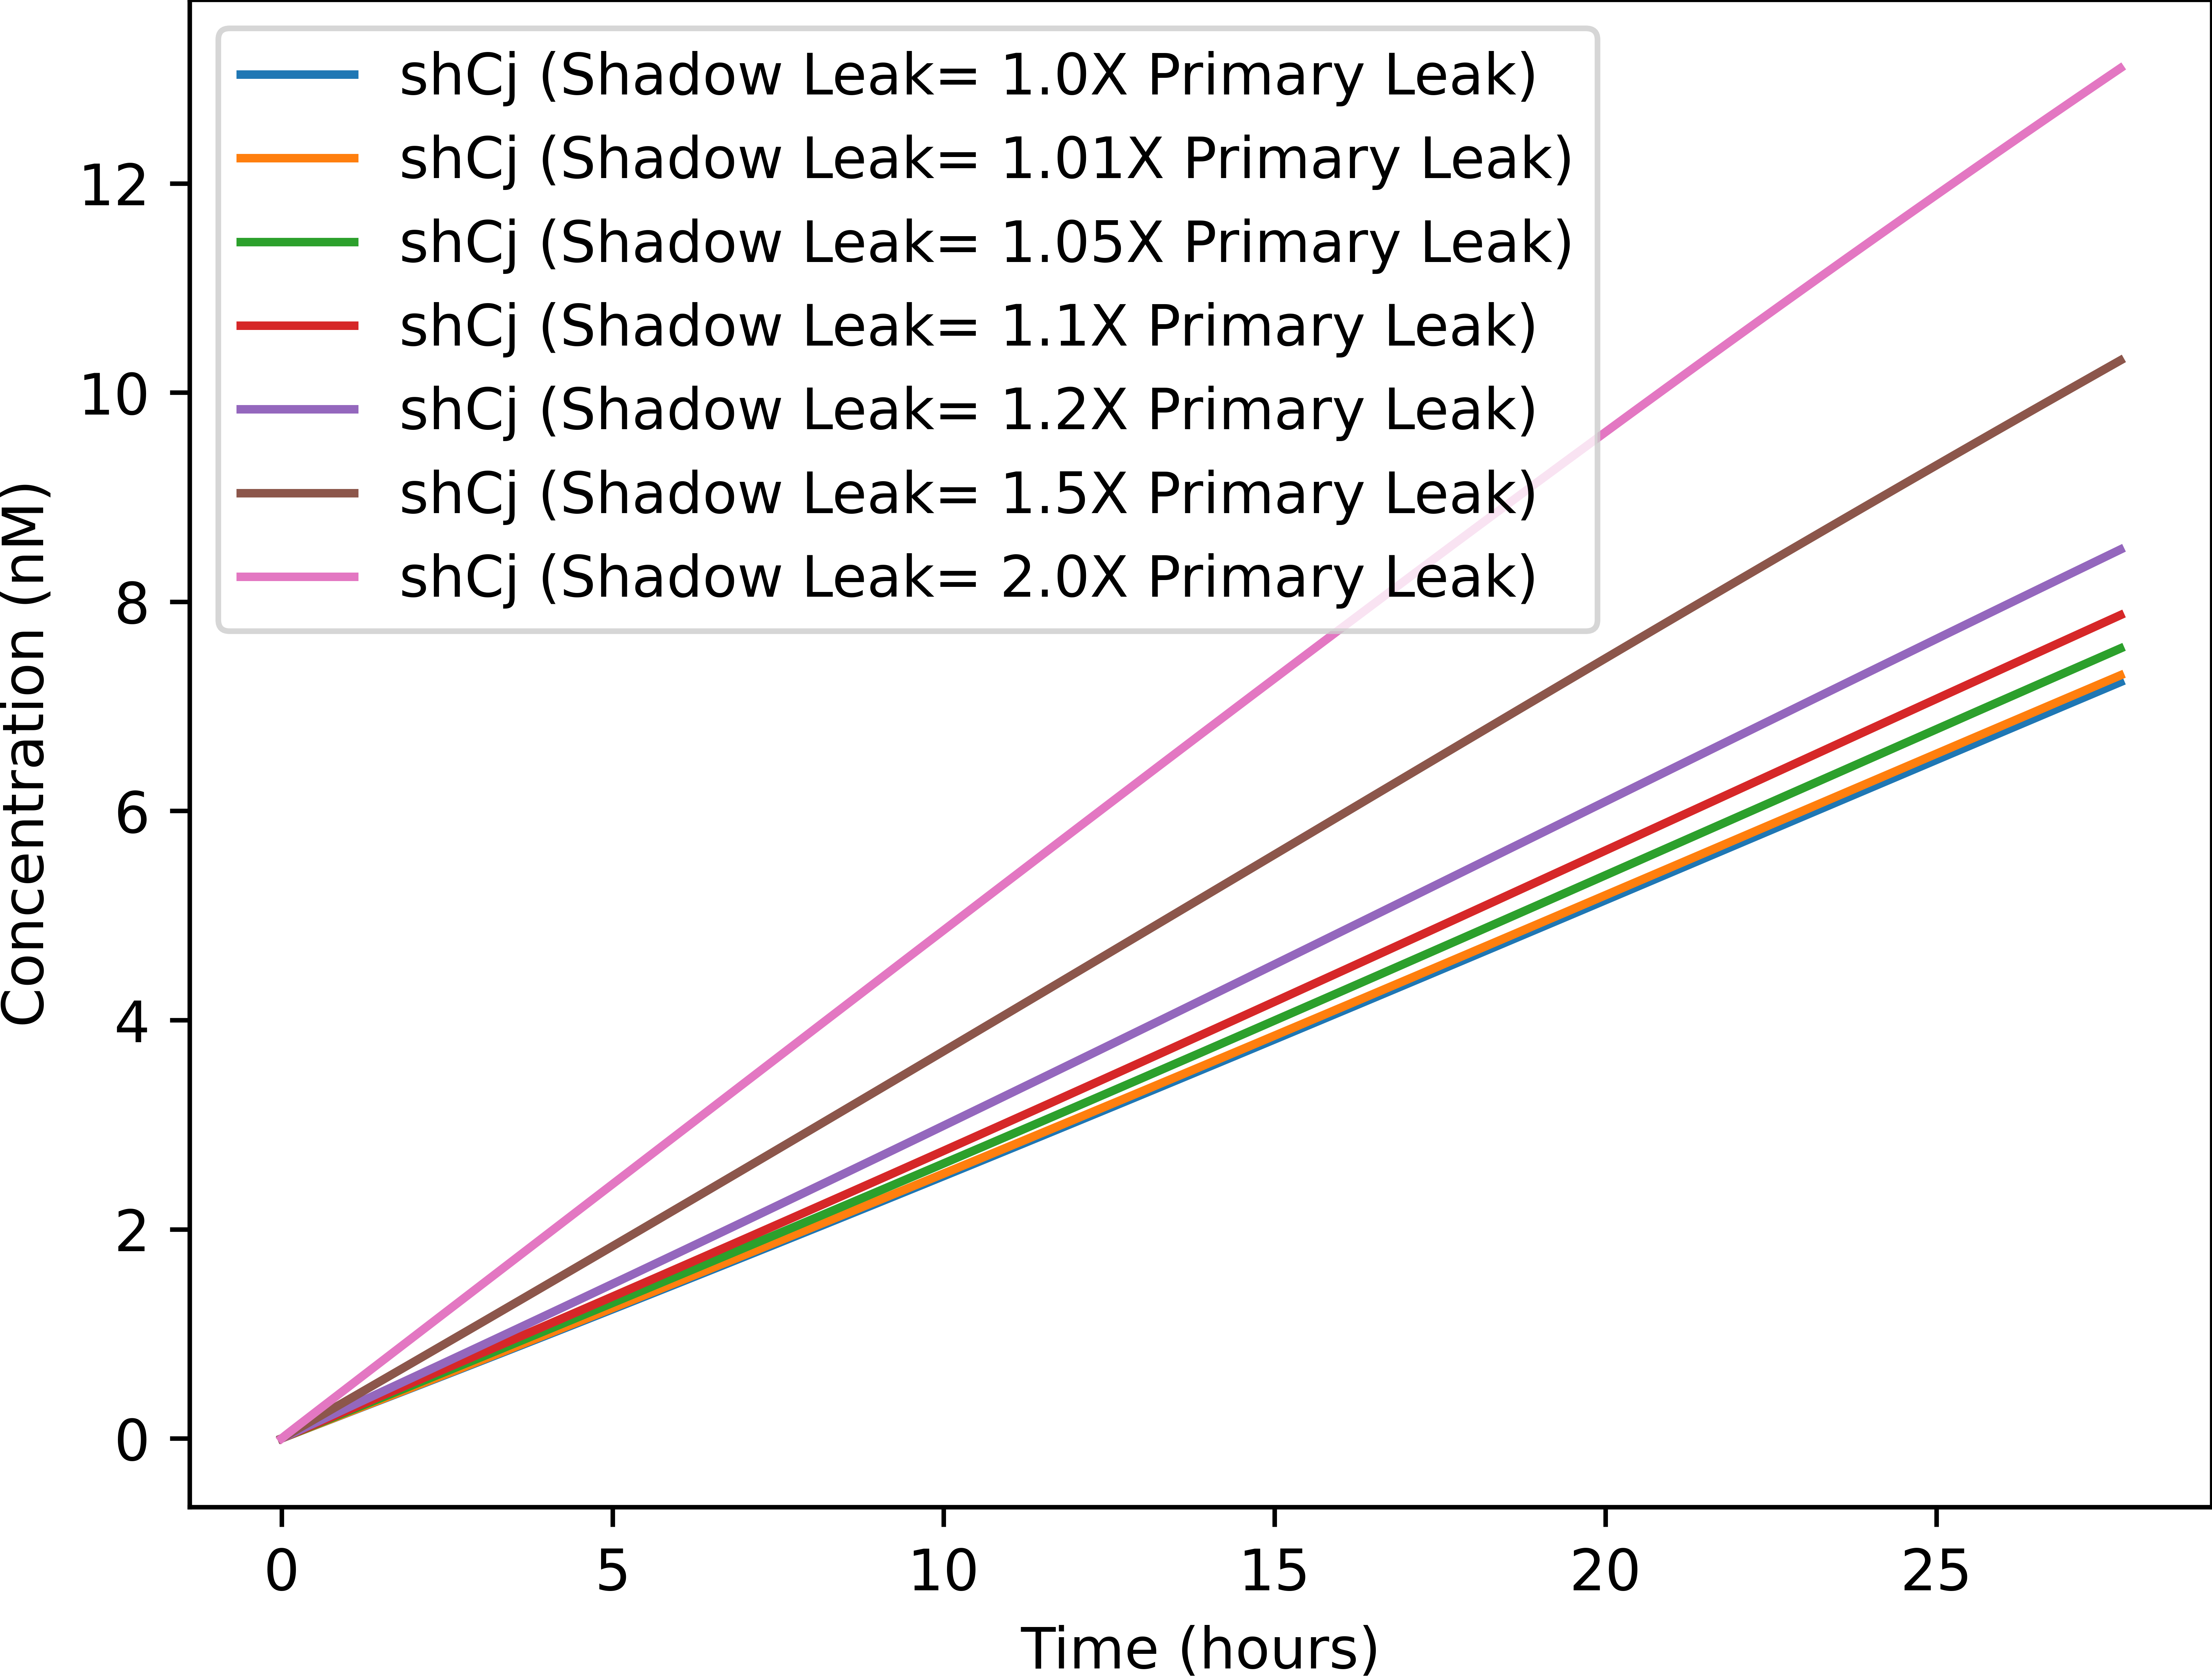 shCj (Shadow Leak= 1.0X Primary Leak)
shCj (Shadow Leak= 1.01X Primary Leak)
shCj (Shadow Leak= 1.05X Primary Leak)
shCj (Shadow Leak= 1.1X Primary Leak)
shCj (Shadow Leak= 1.2X Primary Leak)
shCj (Shadow Leak= 1.5X Primary Leak)
shCj (Shadow Leak= 2.0X Primary Leak)
Concentration (nM)
12
10
8
6
4
2
0
0 5 10 15 20 25
Time (hours)